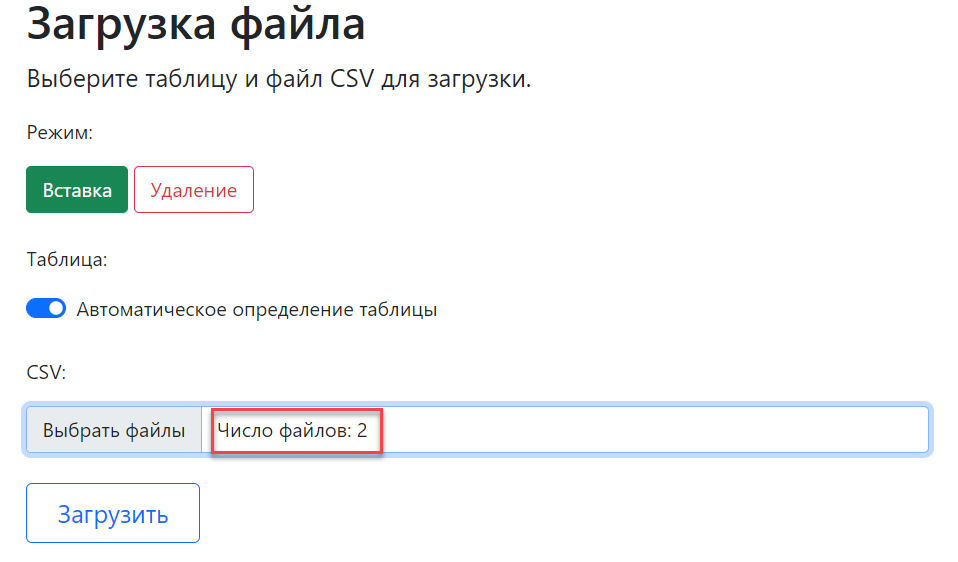 Загрузка файла
Выберите таблицу и файл CSV для загрузки.
Режим:
Вставка Удаление
Таблица:
Автоматическое определение таблицы
CSV:
Выбрать файлы Число файлов: 2
Загрузить